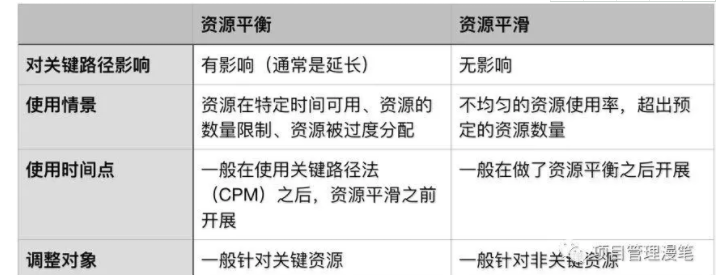 资源平衡 资源平滑
对关键路径影响 有影响（通常是延长） 无影响
使用情景 资源在特定时间可用、资源的 不均匀的资源使用率，超出预
数量限制、资源被过度分配 定的资源数量
使用时间点 一般在使用关键路径法 一般在做了资源平衡之后开展
（CPM）之后，资源平滑之前
开展
调整对象 一般针对关键资源 一般针对非关键资源
项目管理漫笔